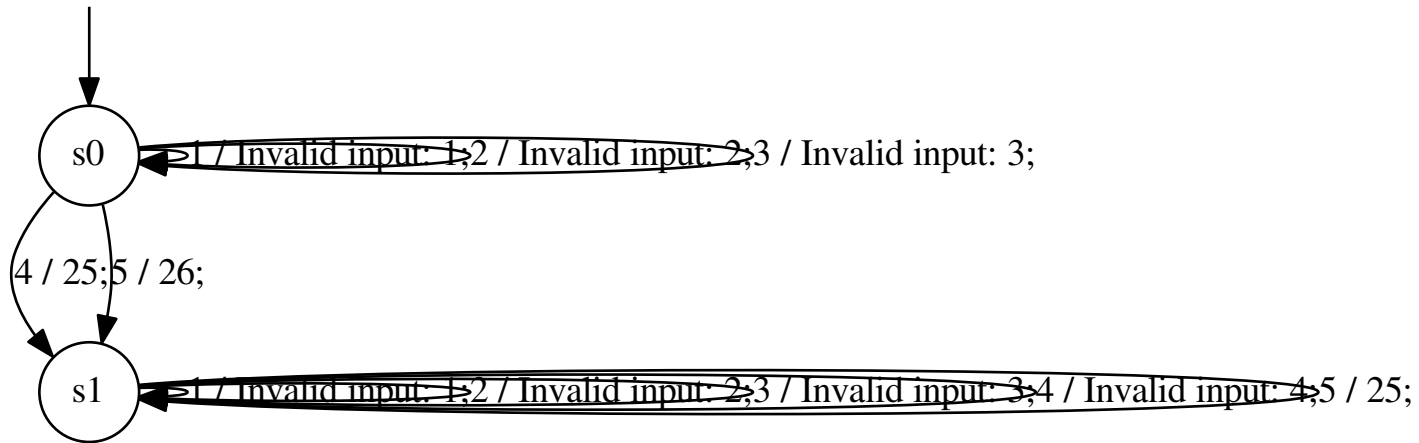 s0
1 / Invalid input: 1;2 / Invalid input: 2;3 / Invalid input: 3;
4 / 25;5 / 26;
s1
1 / Invalid input: 1;2 / Invalid input: 2;3 / Invalid input: 3;4 / Invalid input: 4;5 / 25;